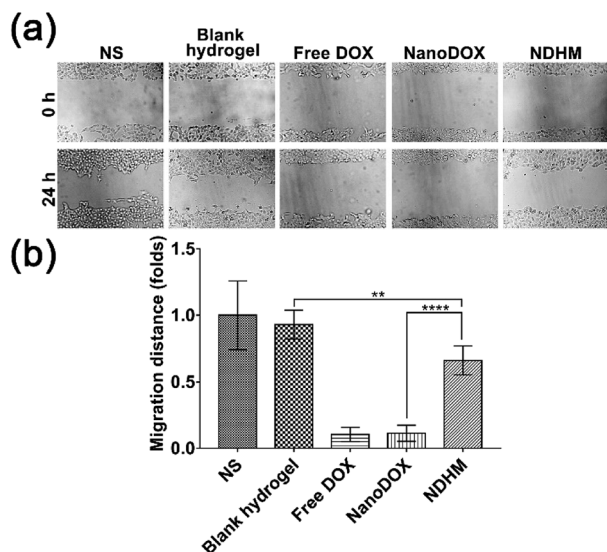 (a)
NS
Blank
hydrogel
Free DOX
NanoDOX
NDHM
0 h
24 h
(b)
Migration distance (folds)
1.5
1.0
0.5
0.0
**
****
NS
Blank hydrogel
Free DOX
NanoDOX
NDHM